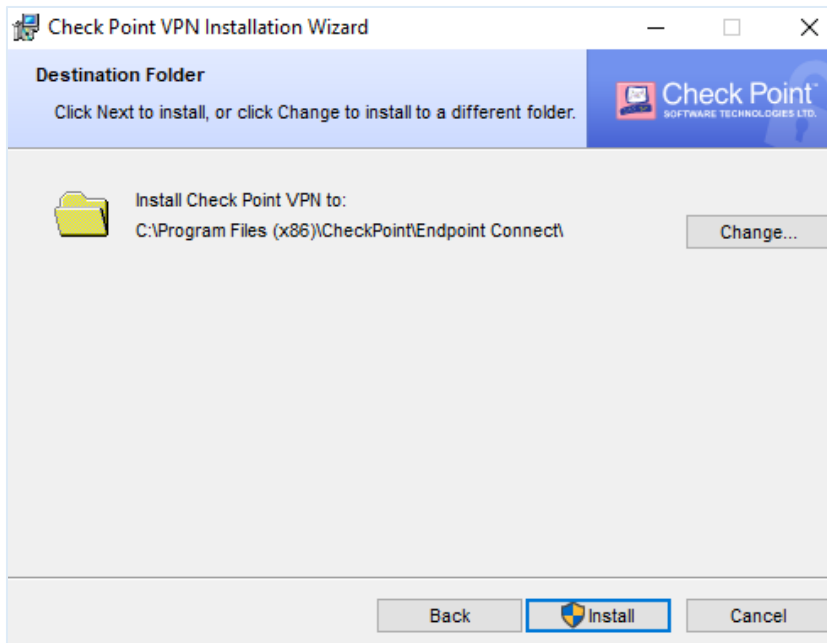 Check Point VPN Installation Wizard
Destination Folder
Click Next to install, or click Change to install to a different folder.
Check Point™
SOFTWARE TECHNOLOGIES LTD.
Install Check Point VPN to:
C:\Program Files (x86)\CheckPoint\Endpoint Connect\
Change...
Back
Install
Cancel